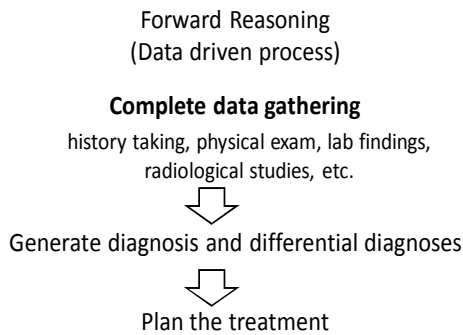 Forward Reasoning
(Data driven process)
Complete data gathering
history taking, physical exam, lab findings,
radiological studies, etc.
Generate diagnosis and differential diagnoses
Plan the treatment